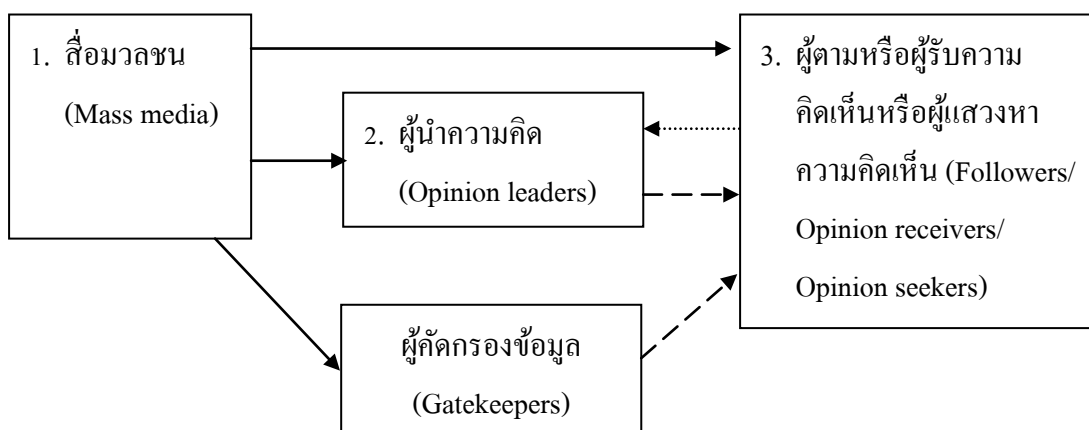 1. สื่อมวลชน
(Mass media)
2. ผู้นำความคิด
(Opinion leaders)
3. ผู้ตามหรือผู้รับความ
คิดเห็นหรือผู้แสวงหา
ความคิดเห็น (Followers/
Opinion receivers/
Opinion seekers)
ผู้คัดกรองข้อมูล
(Gatekeepers)